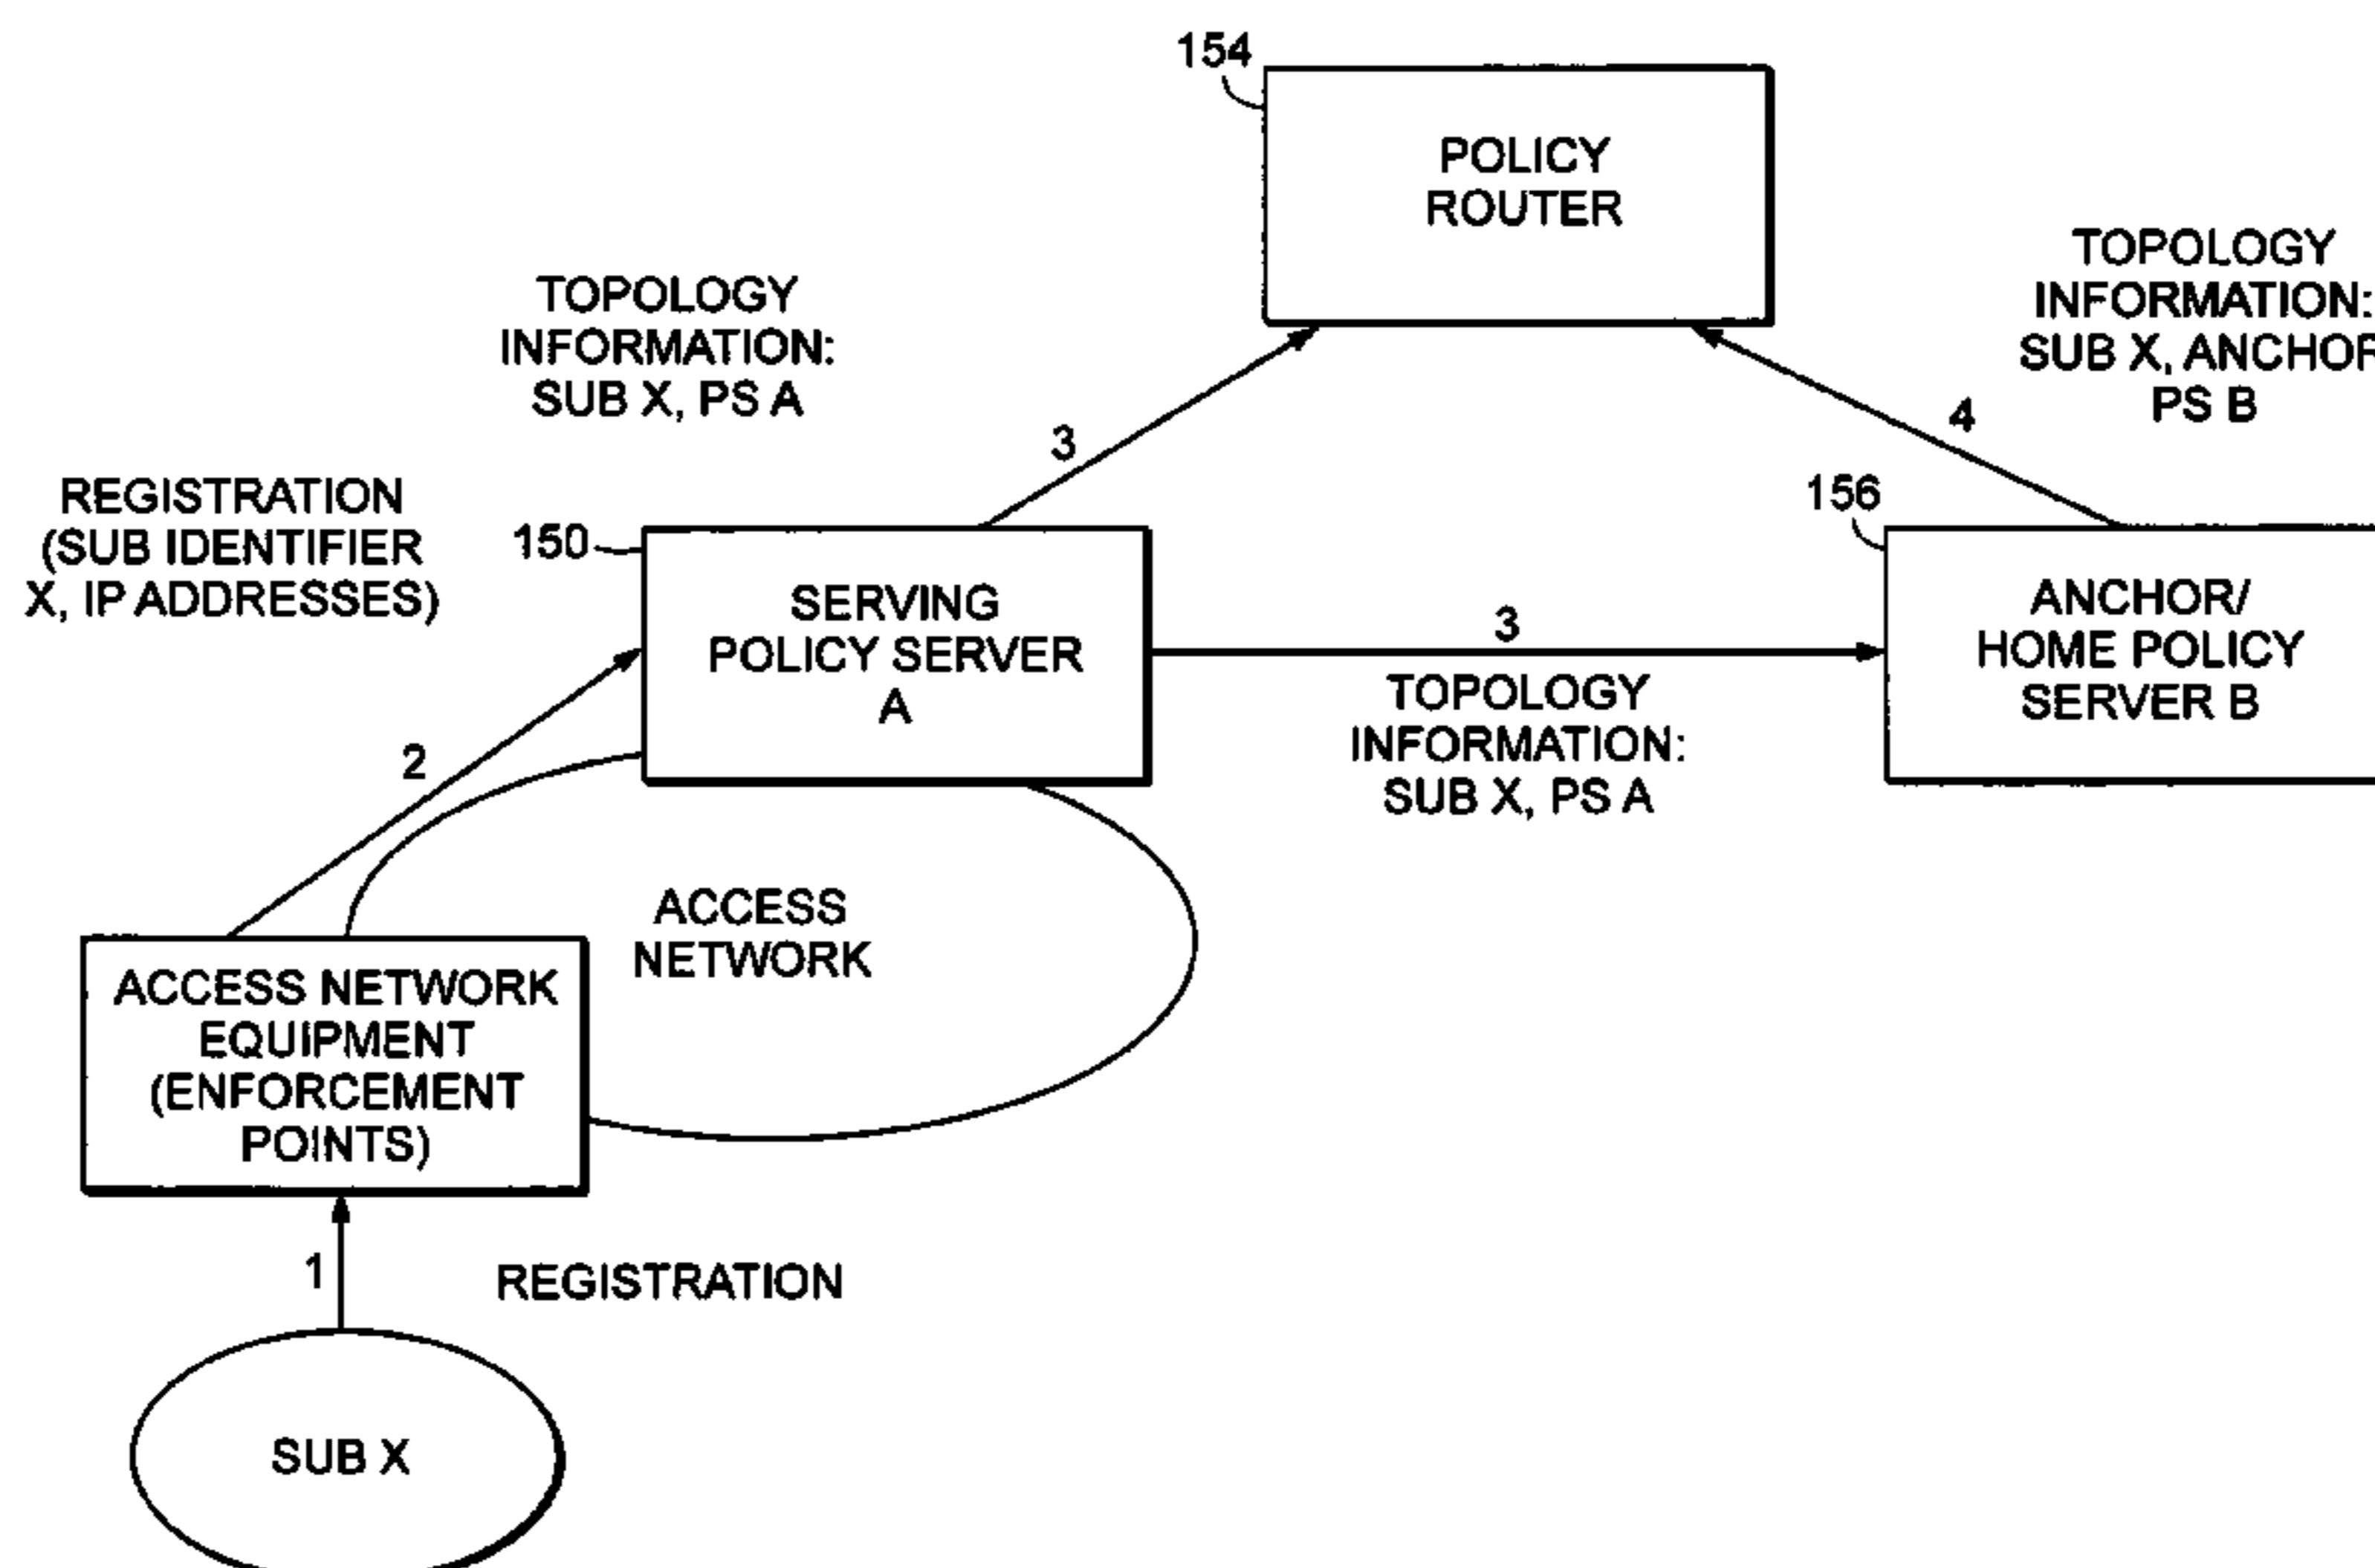 154
POLICY
ROUTER
TOPOLOGY
INFORMATION:
SUB X, PS A
TOPOLOGY
INFORMATION:
SUB X, ANCHOR
PS B
3
4
REGISTRATION
(SUB IDENTIFIER
X, IP ADDRESSES)
150
SERVING
POLICY SERVER
A
156
ANCHOR/
HOME POLICY
SERVER B
3
TOPOLOGY
INFORMATION:
SUB X, PS A
2
ACCESS
NETWORK
ACCESS NETWORK
EQUIPMENT
(ENFORCEMENT
POINTS)
1
REGISTRATION
SUB X